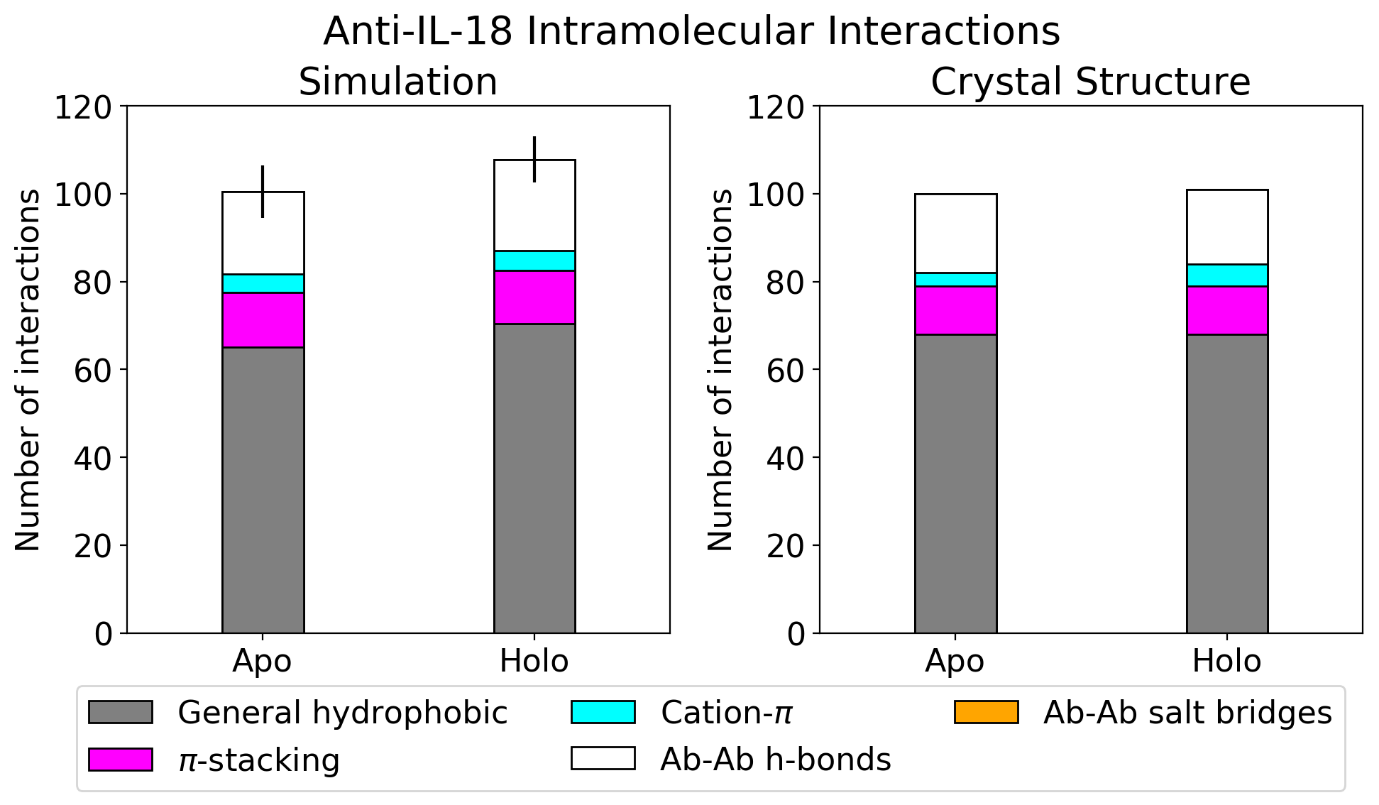 Anti-IL-18 Intramolecular Interactions
Simulation
Number of interactions
120
100
80
60
40
20
0
Apo Holo
Crystal Structure
Number of interactions
120
100
80
60
40
20
0
Apo Holo
General hydrophobic Cation-π Ab-Ab salt bridges
π-stacking Ab-Ab h-bonds